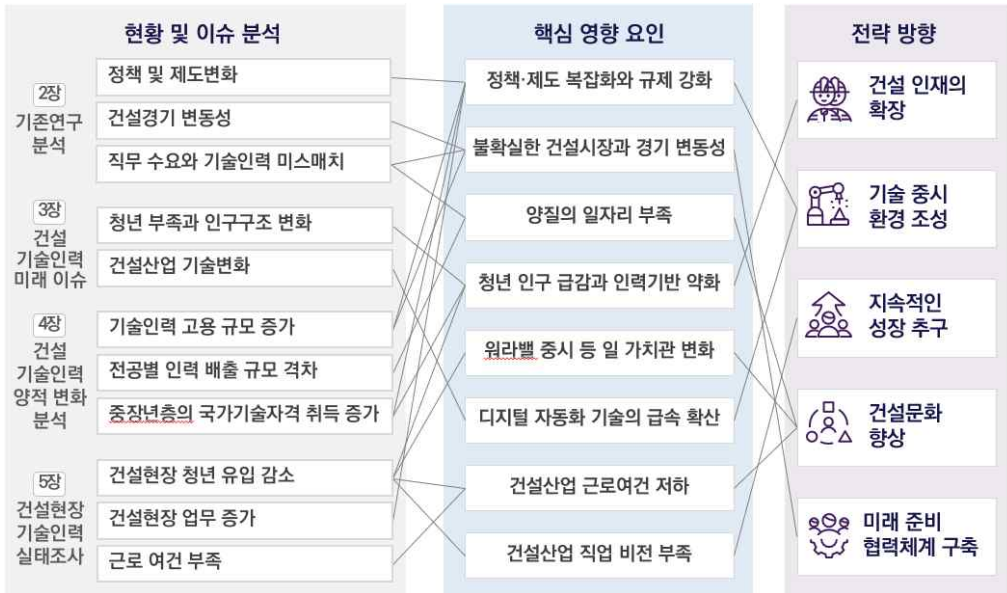 현황 및 이슈 분석
2장
기존연구
분석
정책 및 제도변화
건설경기 변동성
직무 수요와 기술인력 미스매치
3장
건설
기술인력
미래 이슈
청년 부족과 인구구조 변화
건설산업 기술변화
4장
건설
기술인력
양적 변화
분석
기술인력 고용 규모 증가
전공별 인력 배출 규모 격차
중장년층의 국가기술자격 취득 증가
5장
건설현장
기술인력
실태조사
건설현장 청년 유입 감소
건설현장 업무 증가
근로 여건 부족
핵심 영향 요인
정책·제도 복잡화와 규제 강화
불확실한 건설시장과 경기 변동성
양질의 일자리 부족
청년 인구 급감과 인력기반 약화
워라밸 중시 등 일 가치관 변화
디지털 자동화 기술의 급속 확산
건설산업 근로여건 저하
건설산업 직업 비전 부족
전략 방향
건설 인재의
확장
기술 중시
환경 조성
지속적인
성장 추구
건설문화
향상
미래 준비
협력체계 구축